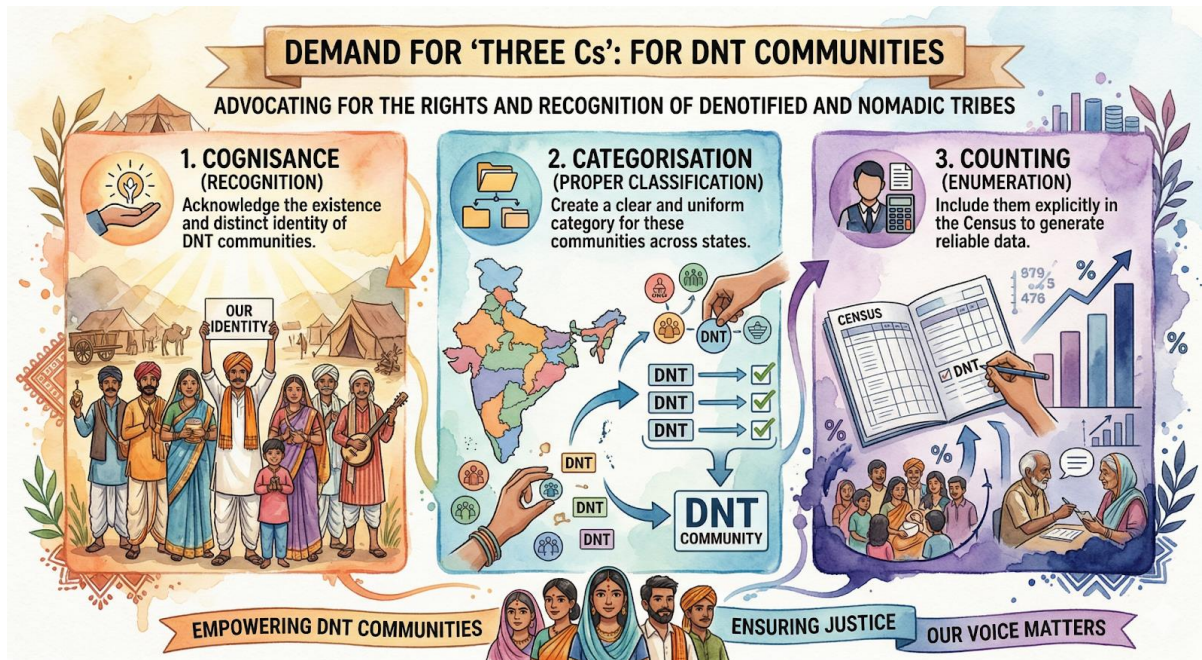 DEMAND FOR ‘THREE Cs’: FOR DNT COMMUNITIES
ADVOCATING FOR THE RIGHTS AND RECOGNITION OF DENOTIFIED AND NOMADIC TRIBES
1. COGNISANCE
(RECOGNITION)
Acknowledge the existence
and distinct identity of
DNT communities.
OUR
IDENTITY
2. CATEGORISATION
(PROPER CLASSIFICATION)
Create a clear and uniform
category for these
communities across states.
DNT
DNT
DNT
DNT
DNT
DNT
DNT
DNT
COMMUNITY
3. COUNTING
(ENUMERATION)
Include them explicitly in
the Census to generate
reliable data.
476
%
%
CENSUS
DNT
%
%
EMPOWERING DNT COMMUNITIES
ENSURING JUSTICE
OUR VOICE MATTERS